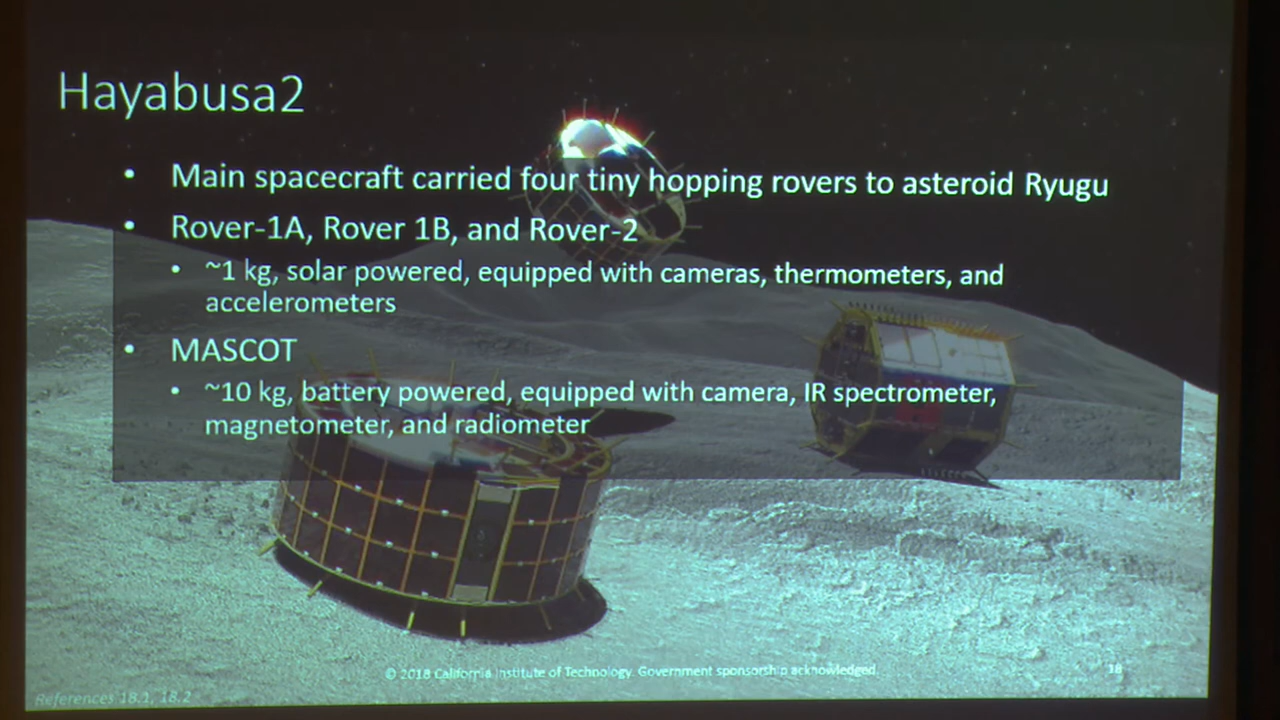 Hayabusa2
• Main spacecraft carried four tiny hopping rovers to asteroid Ryugu
• Rover-1A, Rover 1B, and Rover-2
• ~1 kg, solar powered, equipped with cameras, thermometers, and
accelerometers
• MASCOT
• ~10 kg, battery powered, equipped with camera, IR spectrometer,
magnetometer, and radiometer
© 2018 California Institute of Technology. Government sponsorship acknowledged.
18
References 18.1, 18.2